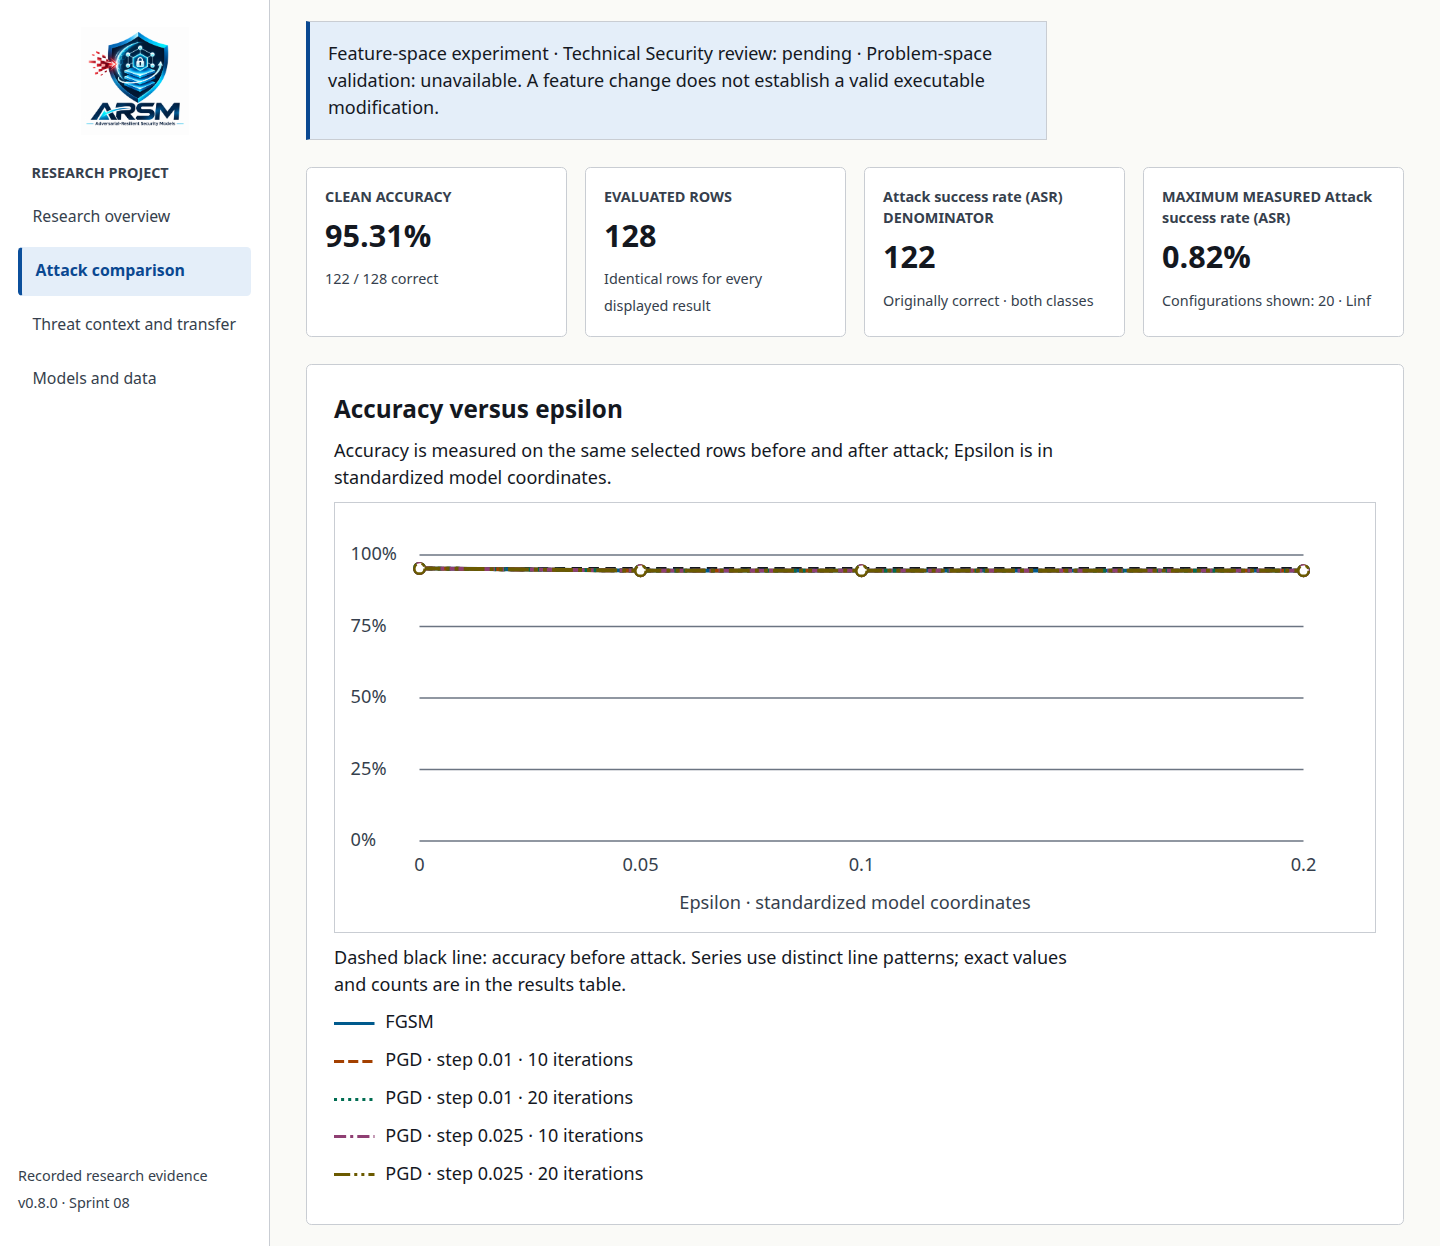 ARSM
Adversarial-Resilient Security Models
RESEARCH PROJECT
Research overview
Attack comparison
Threat context and transfer
Models and data
Recorded research evidence
v0.8.0 · Sprint 08
Feature-space experiment · Technical Security review: pending · Problem-space
validation: unavailable. A feature change does not establish a valid executable
modification.
CLEAN ACCURACY
95.31%
122 / 128 correct
EVALUATED ROWS
128
Identical rows for every
displayed result
Attack success rate (ASR)
DENOMINATOR
122
Originally correct · both classes
MAXIMUM MEASURED Attack
success rate (ASR)
0.82%
Configurations shown: 20 · Linf
Accuracy versus epsilon
Accuracy is measured on the same selected rows before and after attack; Epsilon is in
standardized model coordinates.
100%
75%
50%
25%
0%
0
0.05
0.1
0.2
Epsilon · standardized model coordinates
Dashed black line: accuracy before attack. Series use distinct line patterns; exact values
and counts are in the results table.
FGSM
PGD · step 0.01 · 10 iterations
PGD · step 0.01 · 20 iterations
PGD · step 0.025 · 10 iterations
PGD · step 0.025 · 20 iterations